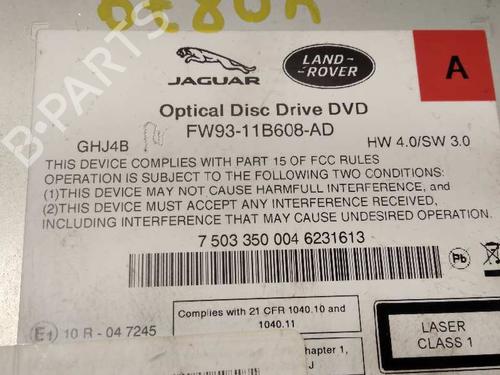 JAGUAR
LAND-
ROVER
A
Optical Disc Drive DVD
GHJ4B
FW93-11B608-AD
HW 4.0/SW 3.0
THIS DEVICE COMPLIES WITH PART 15 OF FCC RULES
OPERATION IS SUBJECT TO THE FOLLOWING TWO CONDITIONS:
(1)THIS DEVICE MAY NOT CAUSE HARMFULL INTERFERENCE, AND
(2)THIS DEVICE MUST ACCEPT ANY INTERFERENCE RECEIVED,
INCLUDING INTERFERENCE THAT MAY CAUSE UNDESIRED OPERATION.
7 503 350 004 6231613
Pb
E1 10 R - 04 7245
Complies with 21 CFR 1040.10 and
1040.11
hapter 1,
J
LASER
CLASS 1
B-PARTS